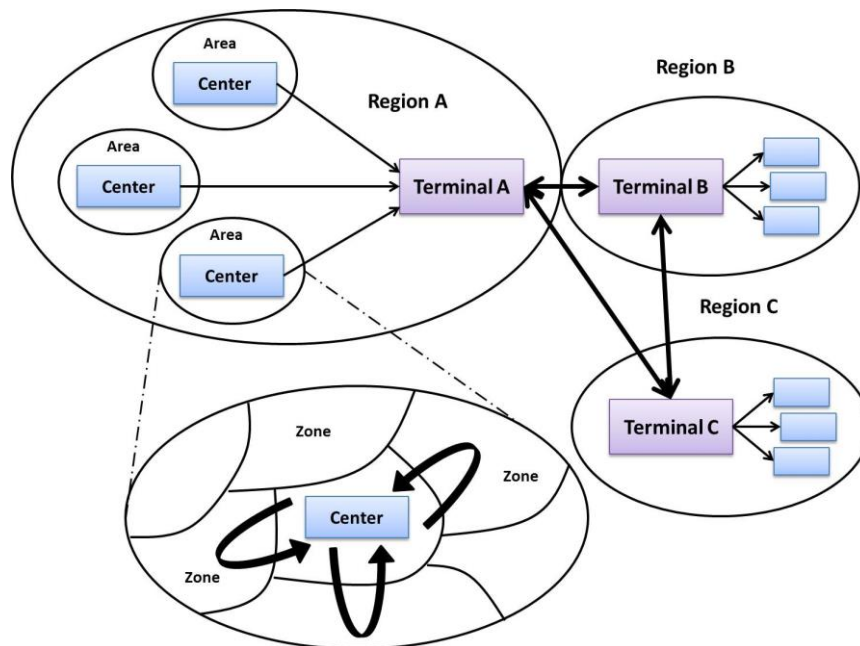 Area
Center
Region A
Region B
Area
Center
Terminal A
Terminal B
Area
Center
Region C
Terminal C
Zone
Zone
Center
Zone